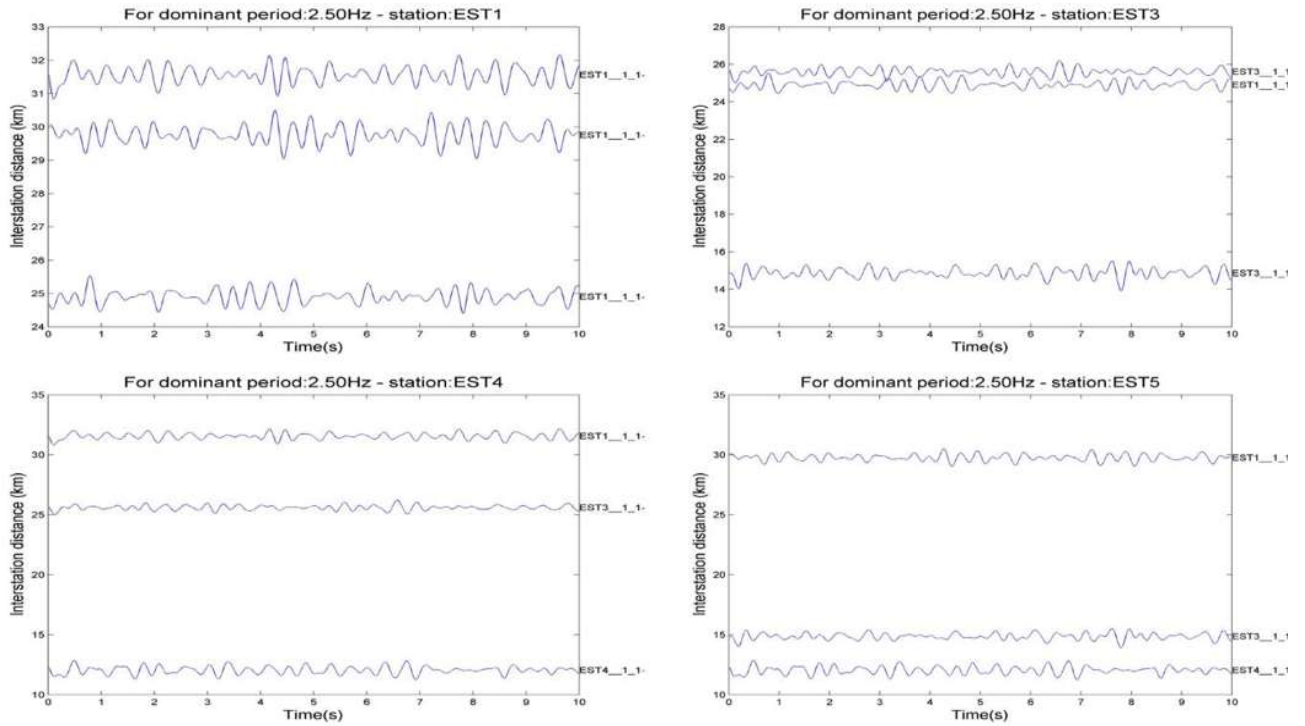 For dominant period:2.50Hz - station:EST1
Interstation distance (km)
33
32
31
30
29
28
26
25
24
EST1__1_1-
EST1__1_1-
EST1__1_1-
0 1 2 3 4 5 6 7 8 9 10
Time(s)
For dominant period:2.50Hz - station:EST3
Interstation distance (km)
28
26
24
22
20
18
16
14
12
EST3__1_1
EST1__1_1
EST3__1_1
0 1 2 3 4 5 6 7 8 9 10
Time(s)
For dominant period:2.50Hz - station:EST4
Interstation distance (km)
35
30
25
20
15
10
EST1__1_1-
EST3__1_1-
EST4__1_1-
0 1 2 3 4 5 6 7 8 9 10
Time(s)
For dominant period:2.50Hz - station:EST5
Interstation distance (km)
35
30
25
20
15
10
EST1__1_1
EST3__1_1
EST4__1_1
0 1 2 3 4 5 6 7 8 9 10
Time(s)